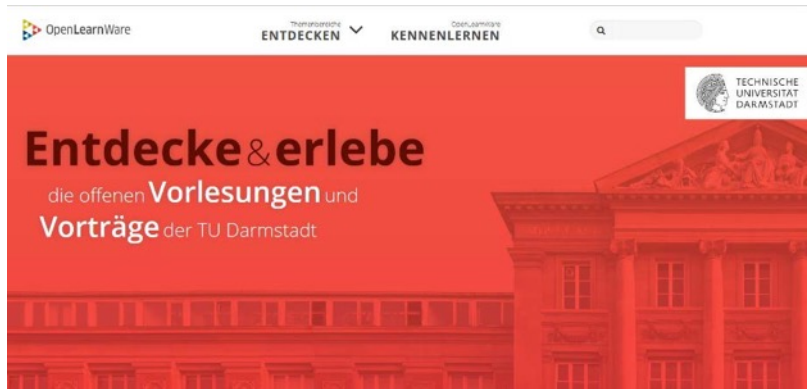 OpenLearnWare
Themenbereiche
ENTDECKEN
OpenLearnWare
KENNENLERNEN
TECHNISCHE
UNIVERSITÄT
DARMSTADT
Entdecke & erlebe
die offenen Vorlesungen und
Vorträge der TU Darmstadt